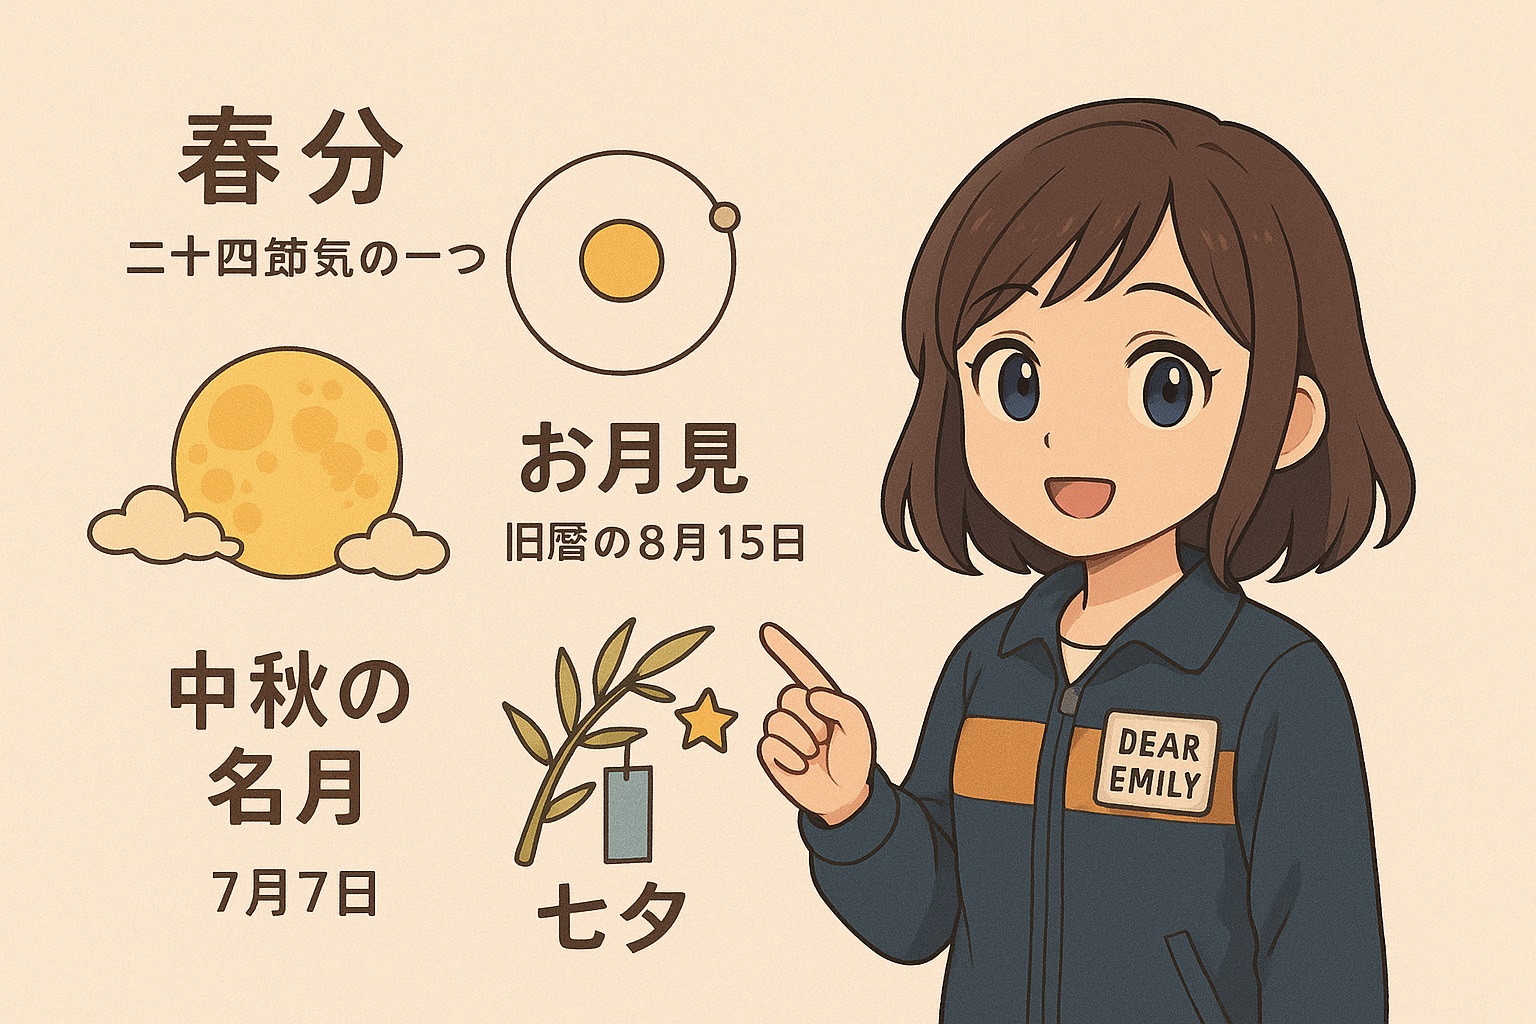 春分
二十四節気の一つ
お月見
旧暦の8月15日
中秋の
名月
7月7日
七夕
DEAR
EMILY